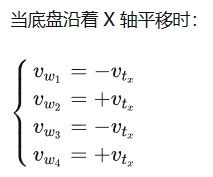 当底盘沿着 X 轴平移时：
v_{w_1} = -v_{t_x}
v_{w_2} = +v_{t_x}
v_{w_3} = -v_{t_x}
v_{w_4} = +v_{t_x}